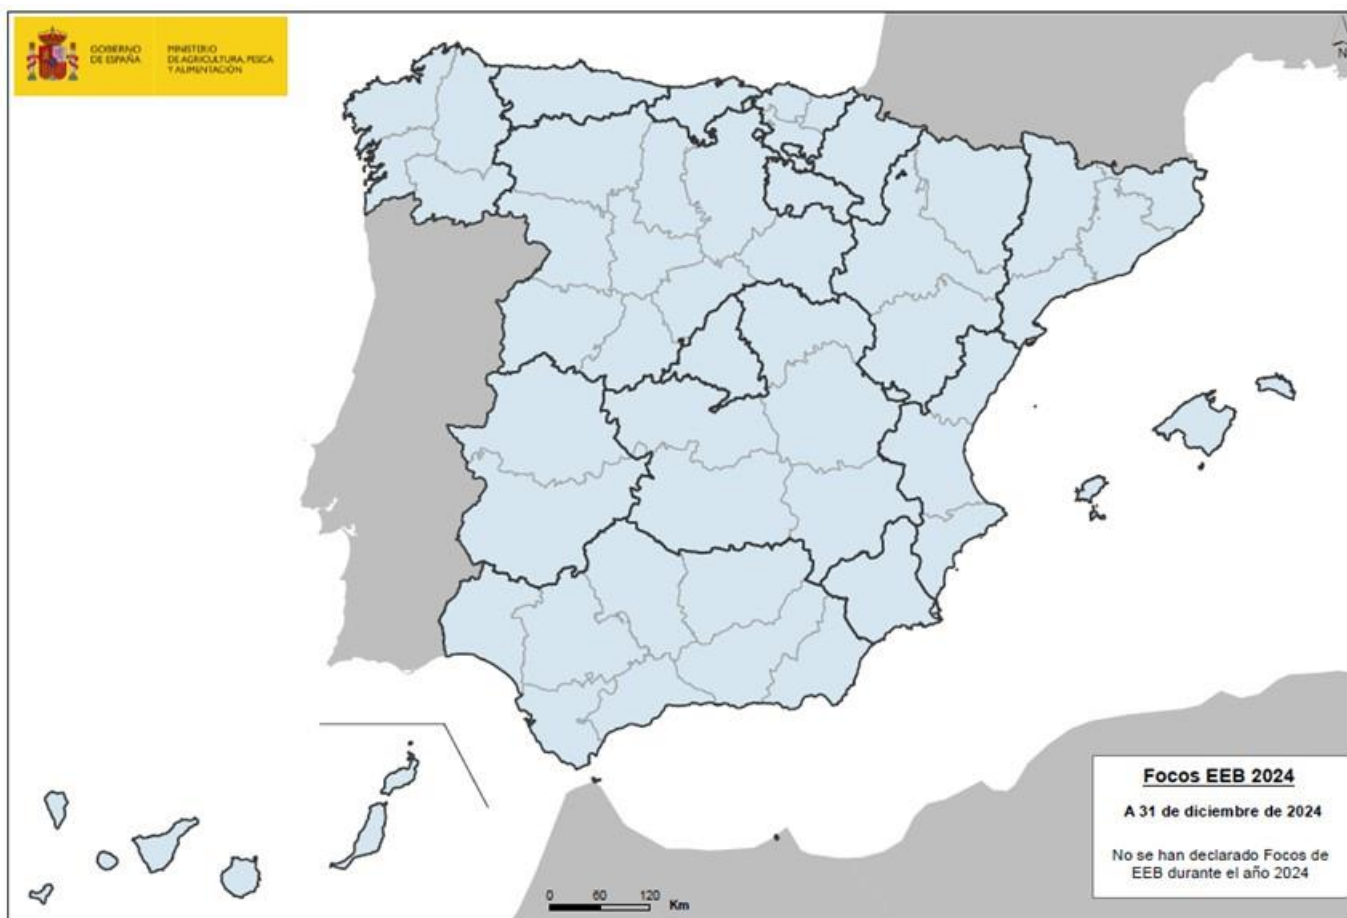 GOBIERNO
DE ESPAÑA
MINISTERIO
DE AGRICULTURA, PESCA
Y ALIMENTACIÓN
N
Focos EEB 2024
A 31 de diciembre de 2024
No se han declarado Focos de
EEB durante el año 2024
0 60 120 Km